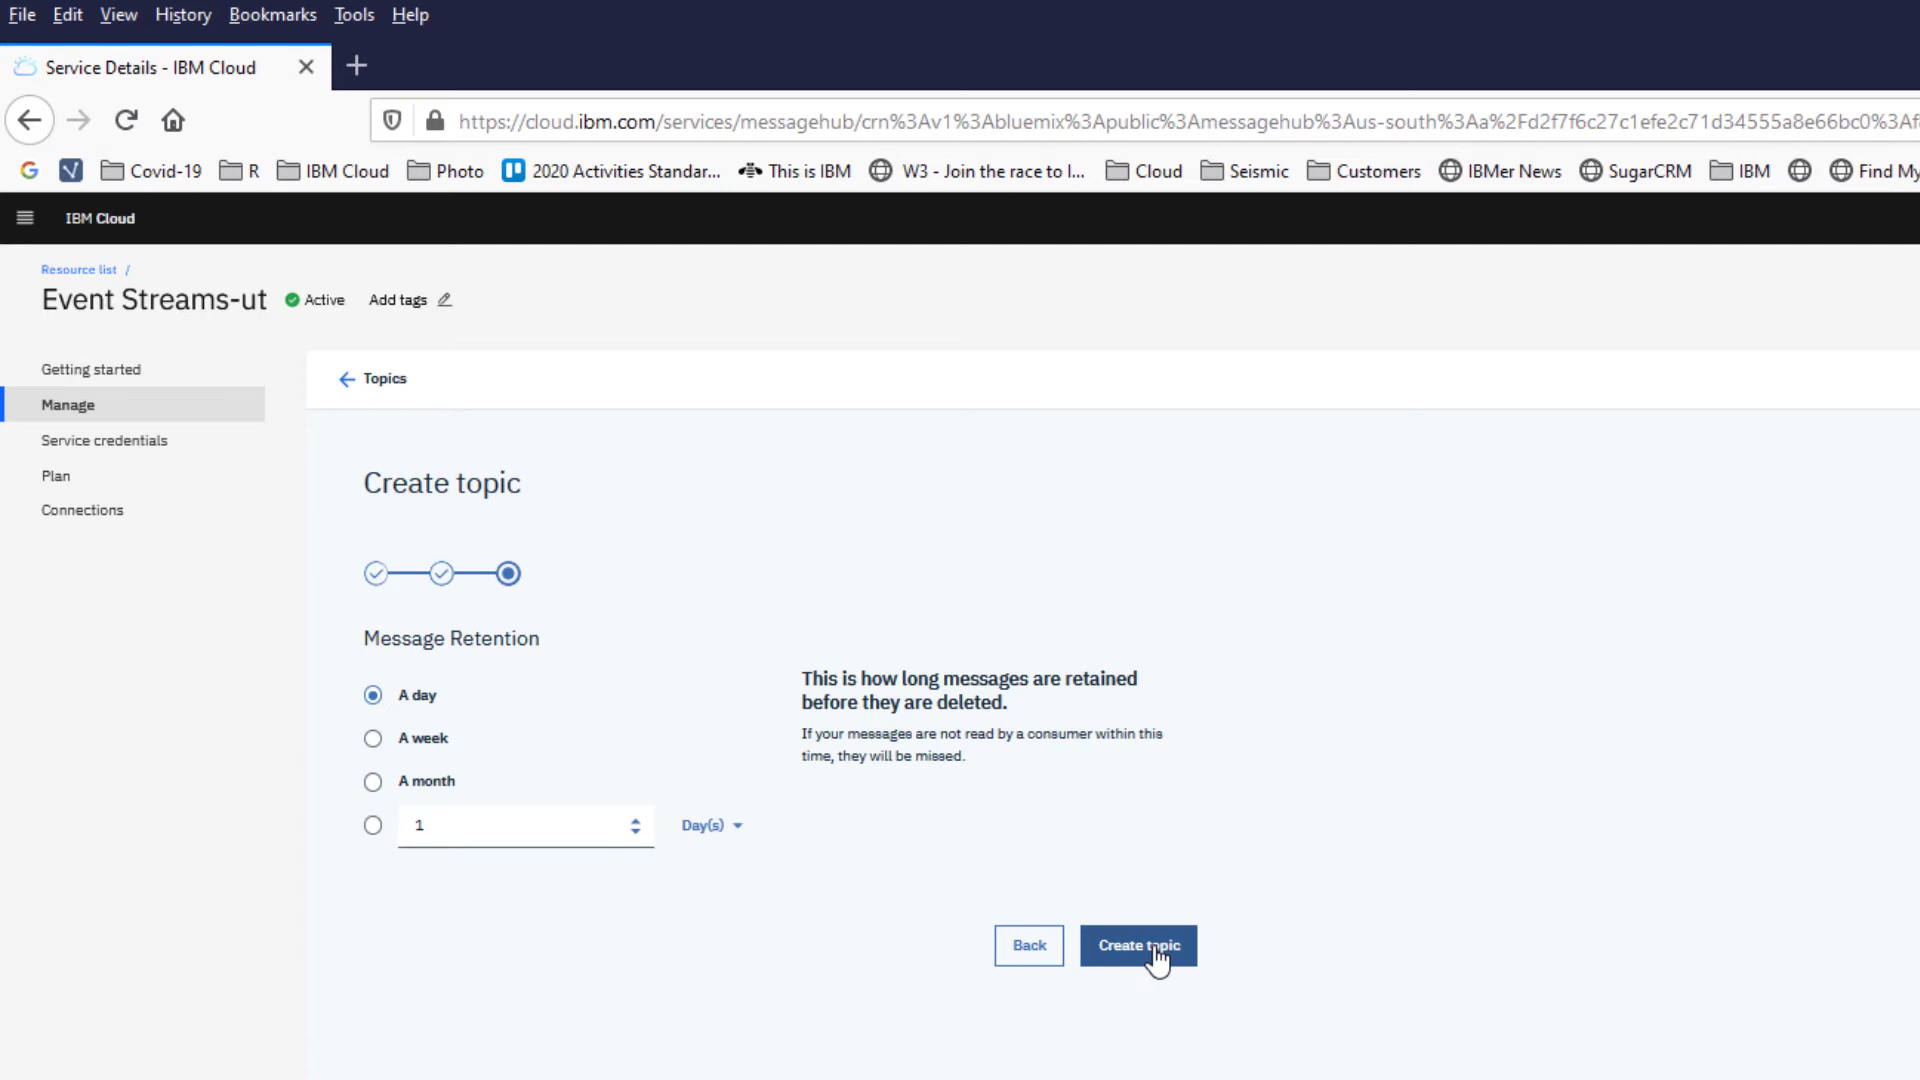 File Edit View History Bookmarks Tools Help
Service Details - IBM Cloud
https://cloud.ibm.com/services/messagehub/crn%3Av1%3Abluemix%3Apublic%3Amessagehub%3Aus-south%3Aa%2Fd2f7f6c27c1efe2c71d34555a8e66bc0%3Af
Covid-19 R IBM Cloud Photo 2020 Activities Standar... This is IBM W3 - Join the race to I... Cloud Seismic Customers IBMer News SugarCRM IBM Find My
IBM Cloud
Resource list /
Event Streams-ut Active Add tags
Getting started
Manage
Service credentials
Plan
Connections
Topics
Create topic
Message Retention
A day
A week
A month
1 Day(s)
This is how long messages are retained
before they are deleted.
If your messages are not read by a consumer within this
time, they will be missed.
Back Create topic